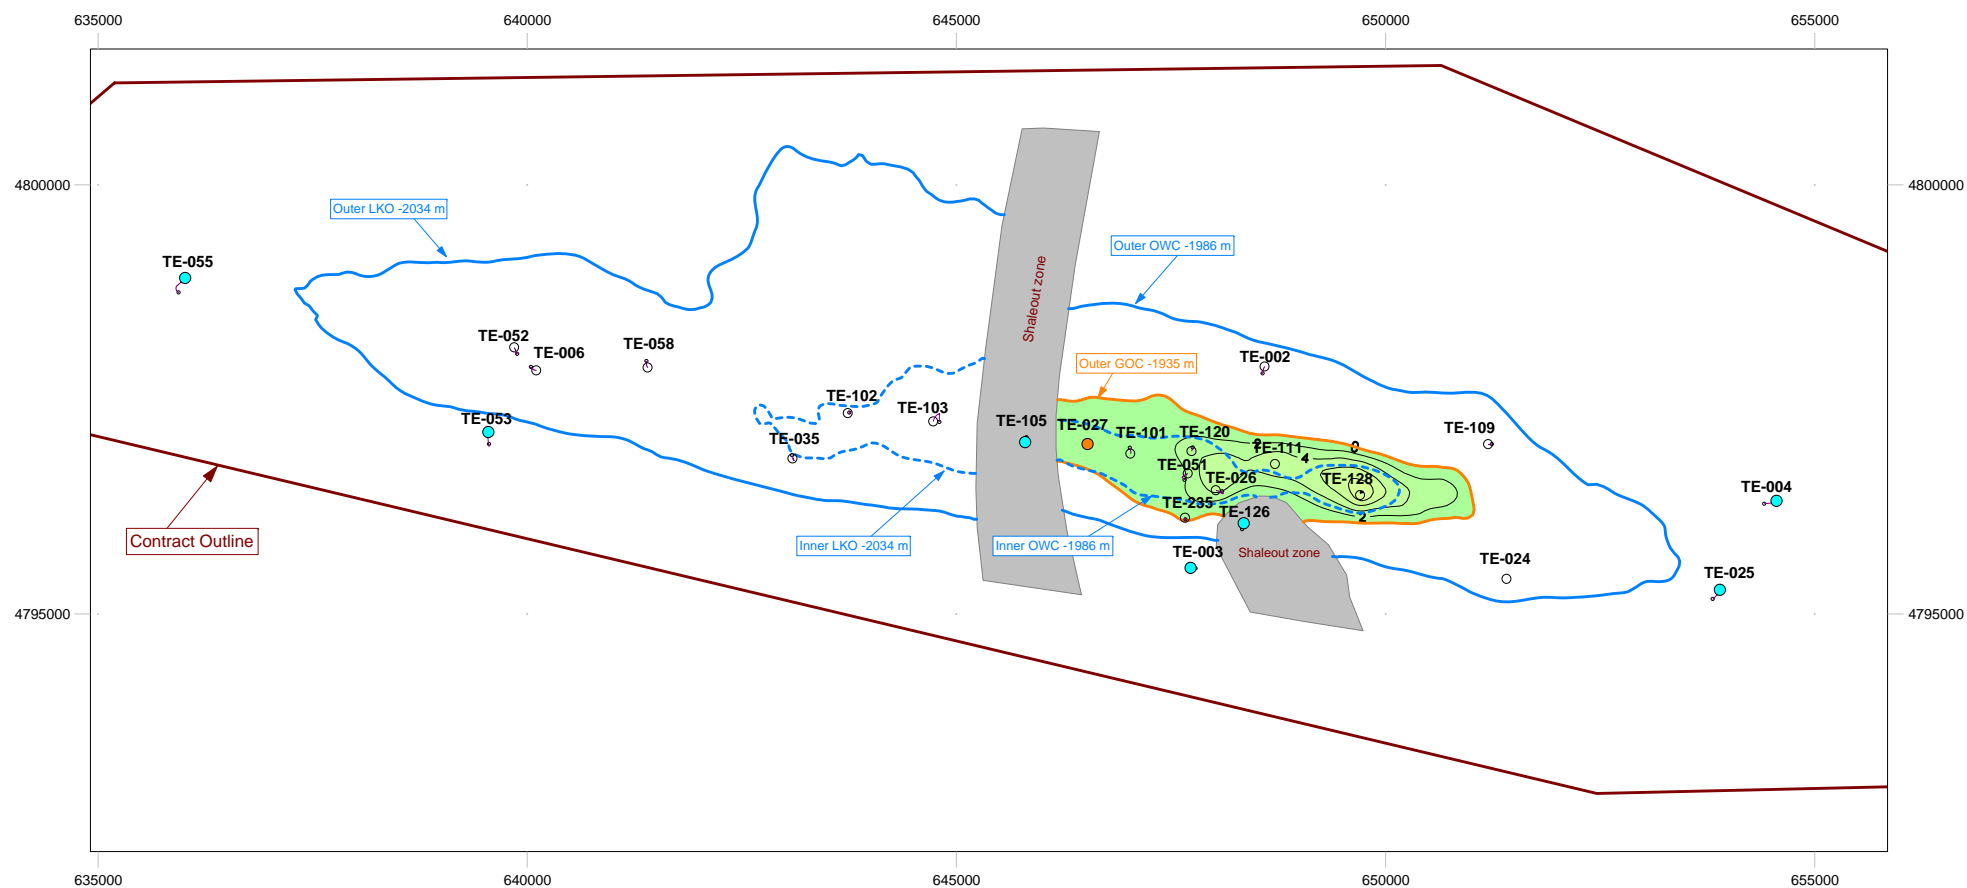 635000
640000
645000
650000
655000
4800000
4800000
Outer LKO -2034 m
Outer OWC -1986 m
TE-055
Shaleout zone
TE-052
TE-006
TE-058
TE-002
Outer GOC -1935 m
TE-102
TE-103
TE-053
TE-035
TE-105
TE-027
TE-101
TE-120
TE-109
2
0
TE-111
4
TE-051
TE-026
TE-128
TE-004
TE-235
TE-126
2
Contract Outline
Inner LKO -2034 m
Inner OWC -1986 m
TE-003
Shaleout zone
TE-024
TE-025
4795000
4795000
635000
640000
645000
650000
655000